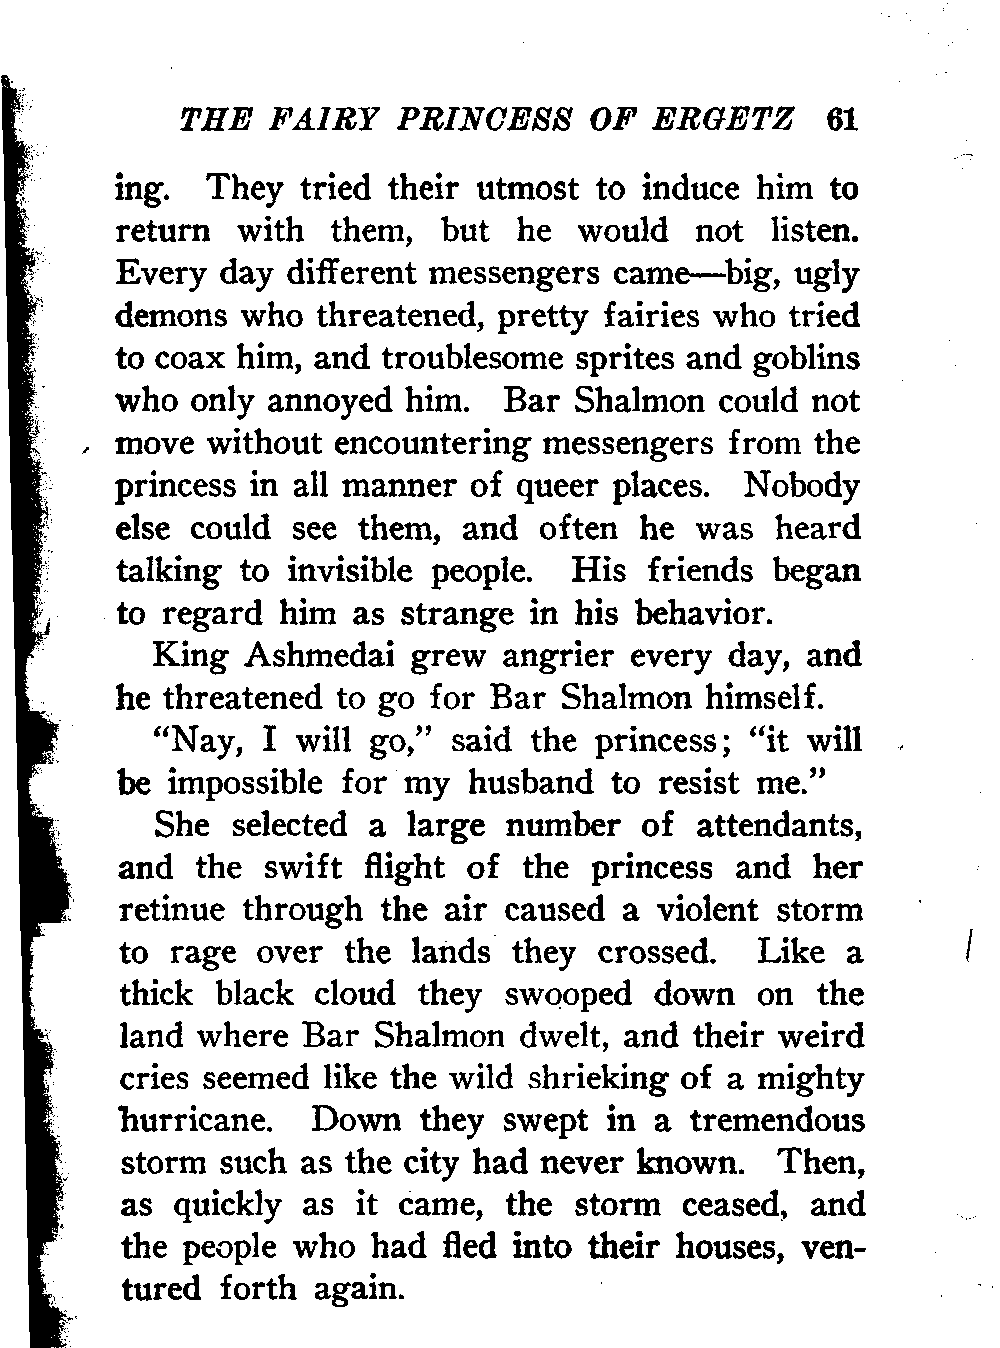 THE FAIRY PRINCESS OF ERGETZ 61
ing. They tried their utmost to induce him to
return with them, but he would not listen.
Every day different messengers came—big, ugly
demons who threatened, pretty fairies who tried
to coax him, and troublesome sprites and goblins
who only annoyed him. Bar Shalmon could not
move without encountering messengers from the
princess in all manner of queer places. Nobody
else could see them, and often he was heard
talking to invisible people. His friends began
to regard him as strange in his behavior.
King Ashmedai grew angrier every day, and
he threatened to go for Bar Shalmon himself.
“Nay, I will go,” said the princess; “it will
be impossible for my husband to resist me.”
She selected a large number of attendants,
and the swift flight of the princess and her
retinue through the air caused a violent storm
to rage over the lands they crossed. Like a
thick black cloud they swooped down on the
land where Bar Shalmon dwelt, and their weird
cries seemed like the wild shrieking of a mighty
hurricane. Down they swept in a tremendous
storm such as the city had never known. Then,
as quickly as it came, the storm ceased, and
the people who had fled into their houses, ven-
tured forth again.